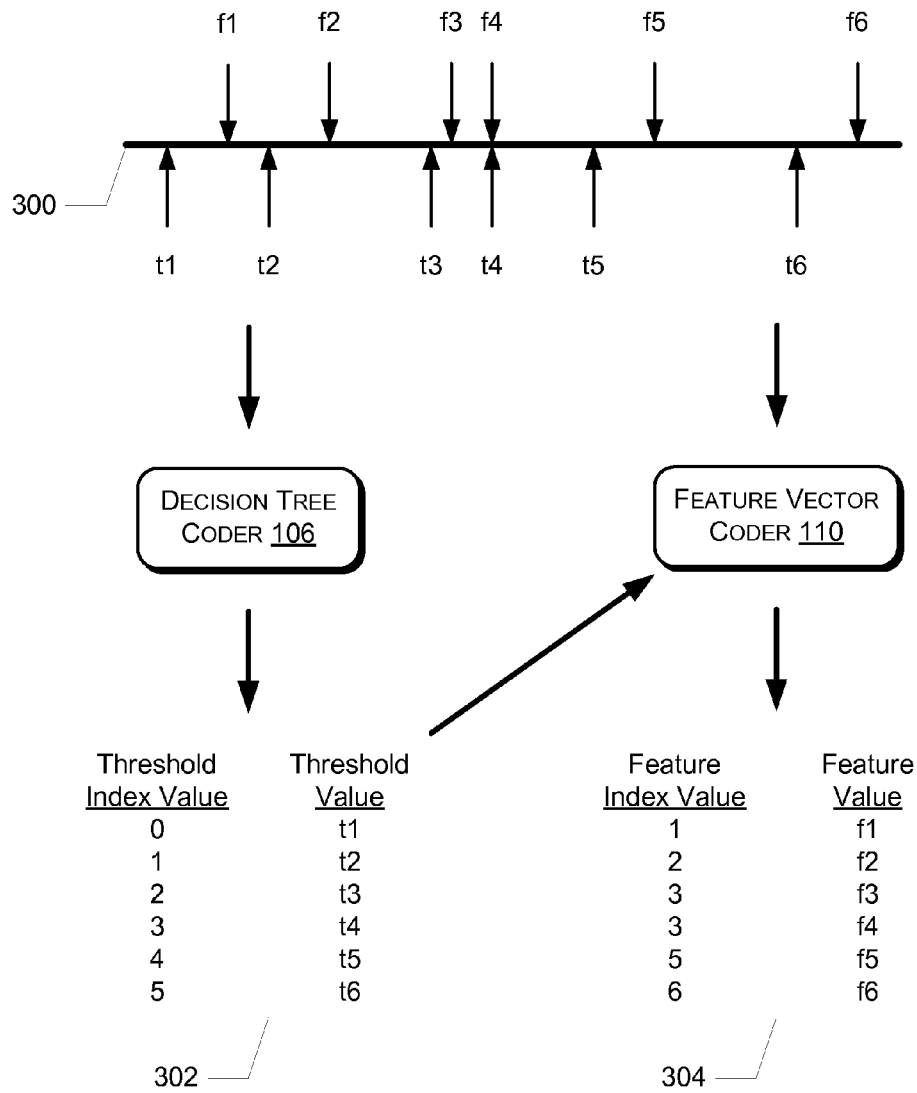 f1 f2 f3 f4 f5 f6
300
t1 t2 t3 t4 t5 t6
DECISION TREE
CODER 106
FEATURE VECTOR
CODER 110
Threshold Threshold Feature Feature
Index Value Value Index Value Value
0 t1 1 f1
1 t2 2 f2
2 t3 3 f3
3 t4 3 f4
4 t5 5 f5
5 t6 6 f6
302 304